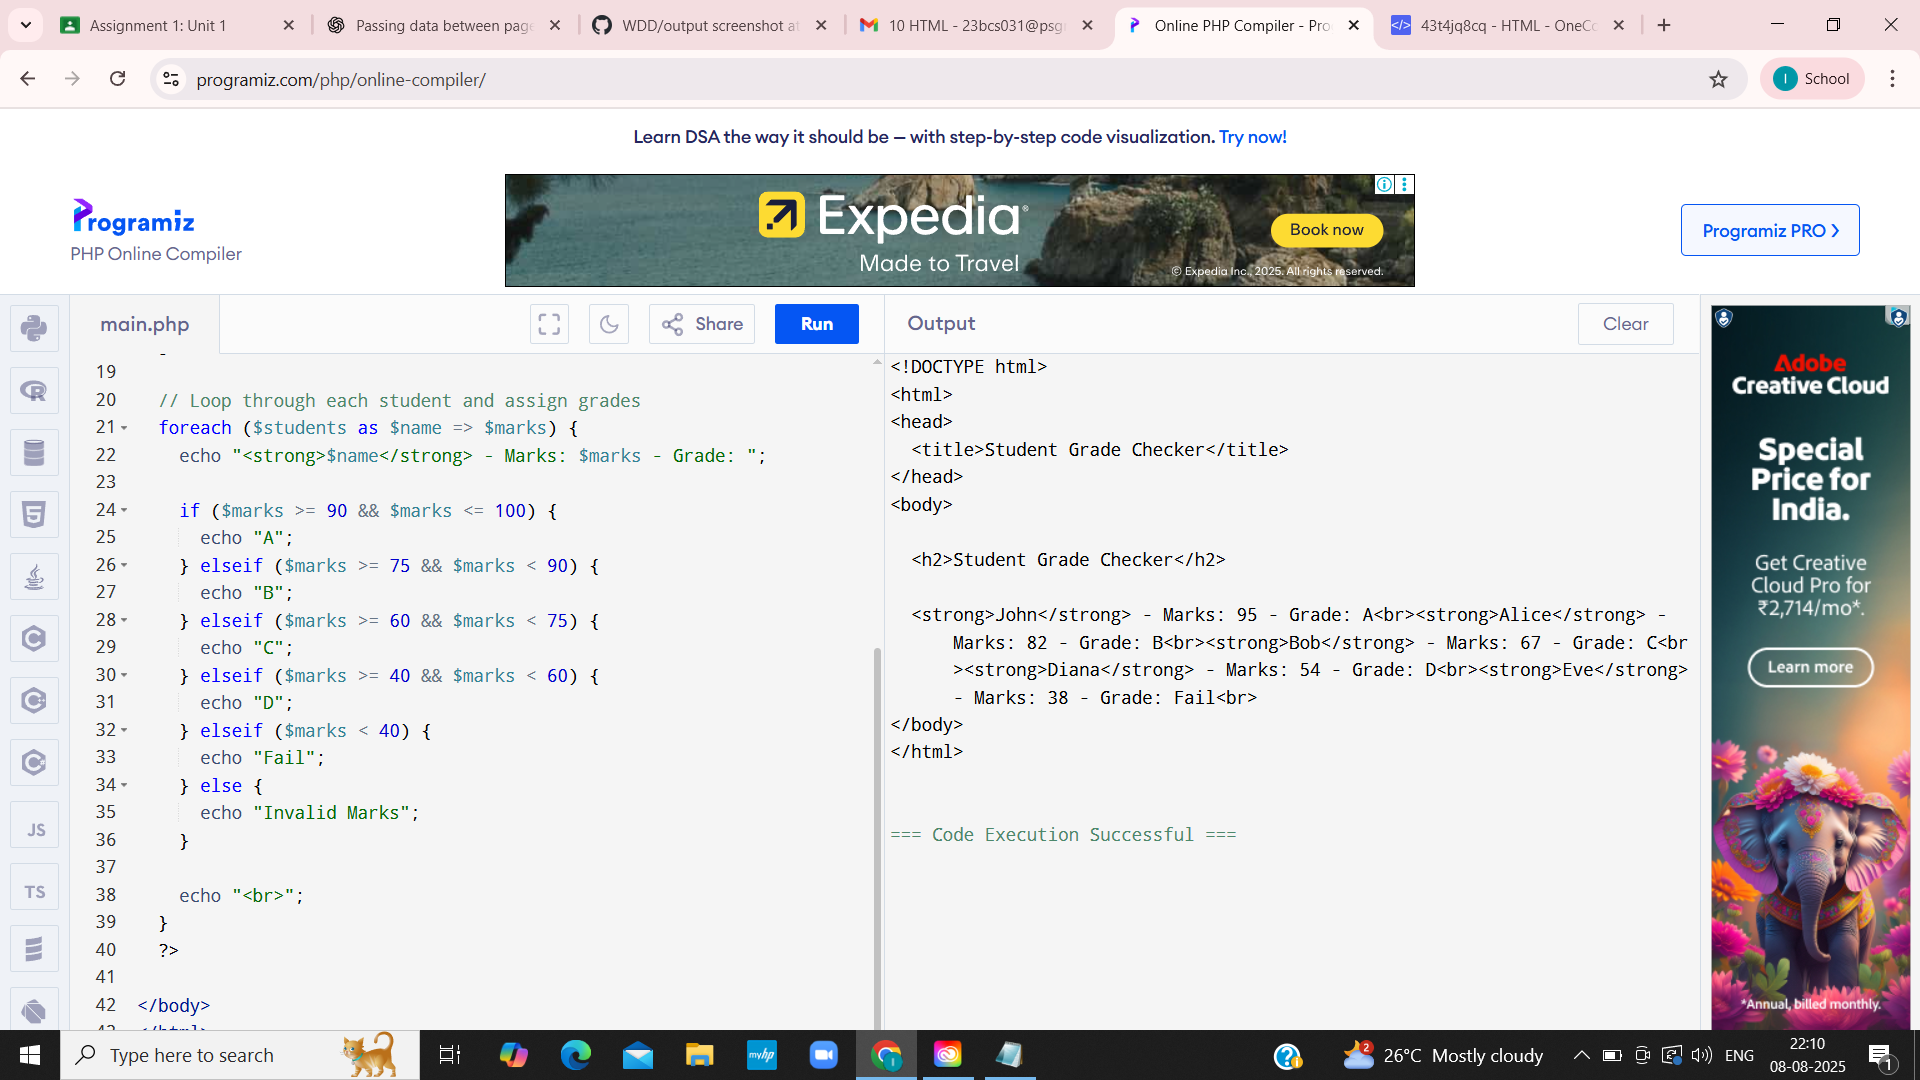 Assignment 1: Unit 1
Passing data between page
WDD/output screenshot at
10 HTML - 23bcs031@psgr
Online PHP Compiler - Pro
43t4jq8cq - HTML - OneCo
programiz.com/php/online-compiler/
School
Learn DSA the way it should be — with step-by-step code visualization. Try now!
Programiz
PHP Online Compiler
Expedia®
Made to Travel
Book now
© Expedia Inc., 2025. All rights reserved.
Programiz PRO
main.php
Share
Run
Output
Clear
19
20 // Loop through each student and assign grades
21 foreach ($students as $name => $marks) {
22 echo "<strong>$name</strong> - Marks: $marks - Grade: ";
23
24 if ($marks >= 90 && $marks <= 100) {
25 echo "A";
26 } elseif ($marks >= 75 && $marks < 90) {
27 echo "B";
28 } elseif ($marks >= 60 && $marks < 75) {
29 echo "C";
30 } elseif ($marks >= 40 && $marks < 60) {
31 echo "D";
32 } elseif ($marks < 40) {
33 echo "Fail";
34 } else {
35 echo "Invalid Marks";
36 }
37
38 echo "<br>";
39 }
40 ?>
41
42 </body>
<!DOCTYPE html>
<html>
<head>
<title>Student Grade Checker</title>
</head>
<body>
<h2>Student Grade Checker</h2>
<strong>John</strong> - Marks: 95 - Grade: A<br><strong>Alice</strong> -
Marks: 82 - Grade: B<br><strong>Bob</strong> - Marks: 67 - Grade: C<br
><strong>Diana</strong> - Marks: 54 - Grade: D<br><strong>Eve</strong>
- Marks: 38 - Grade: Fail<br>
</body>
</html>
=== Code Execution Successful ===
Adobe
Creative Cloud
Special
Price for
India.
Get Creative
Cloud Pro for
₹2,714/mo*.
Learn more
*Annual, billed monthly.
JS
TS
Type here to search
myhp
2
26°C Mostly cloudy
ENG
22:10
08-08-2025
1